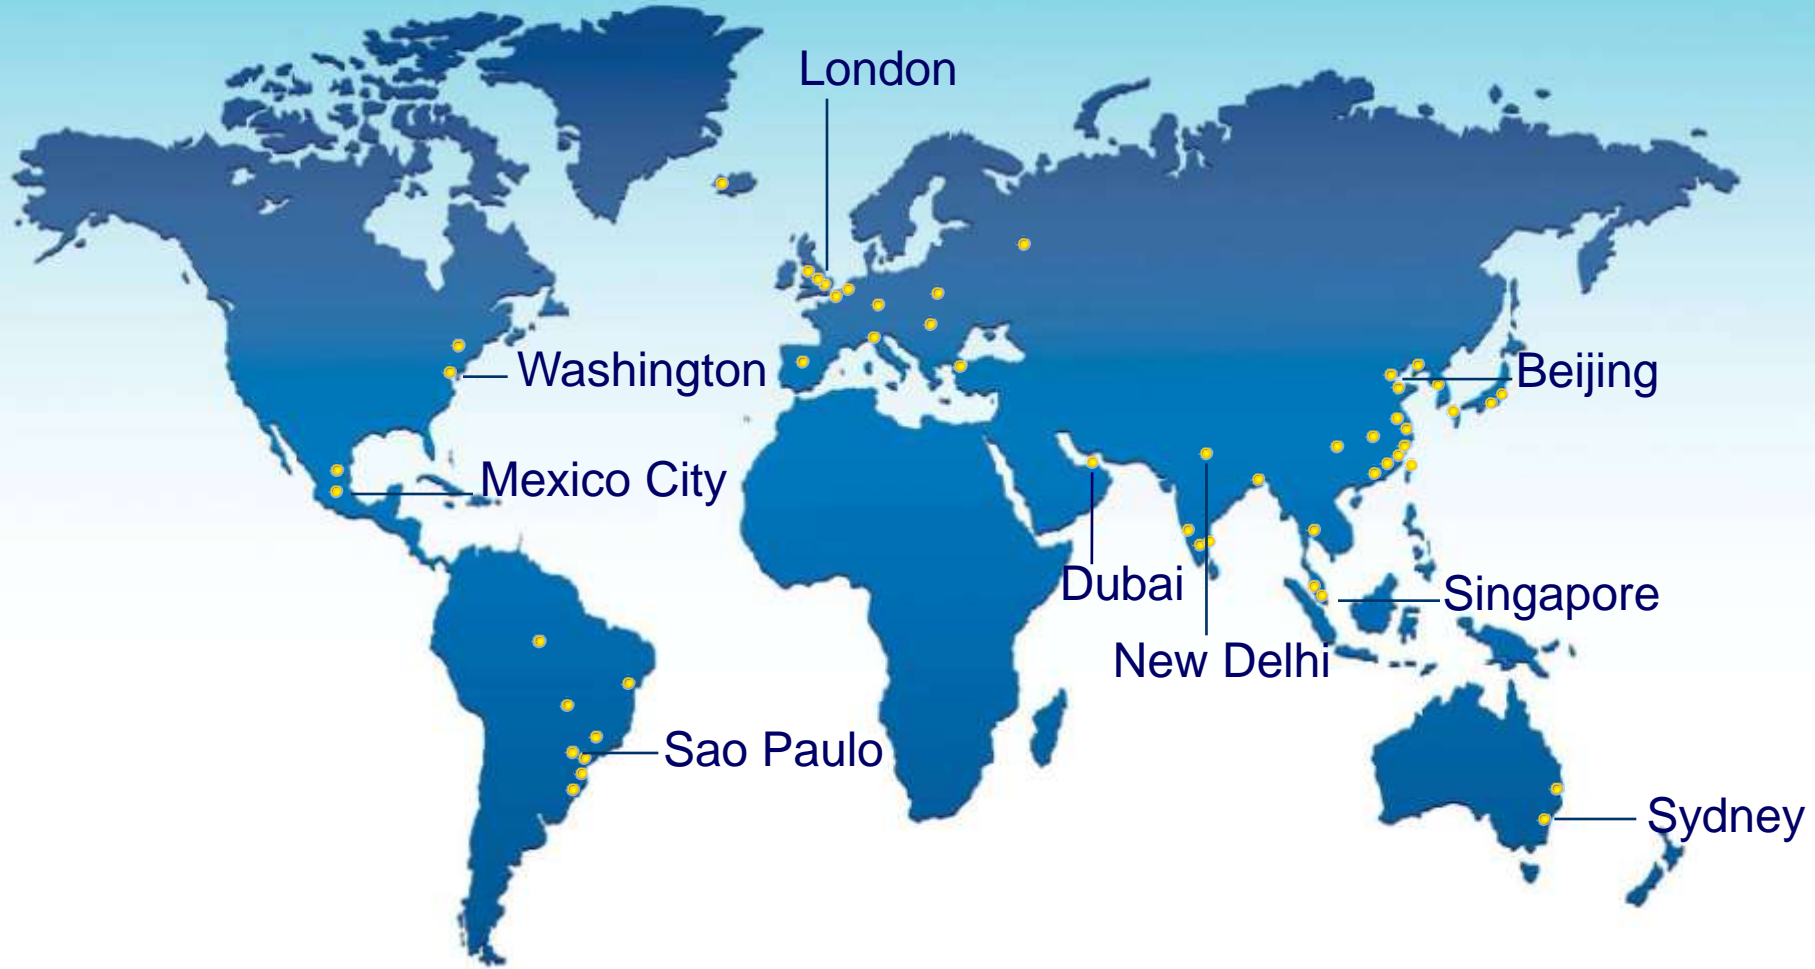 London
Washington
Beijing
Mexico City
Dubai
Singapore
New Delhi
Sao Paulo
Sydney